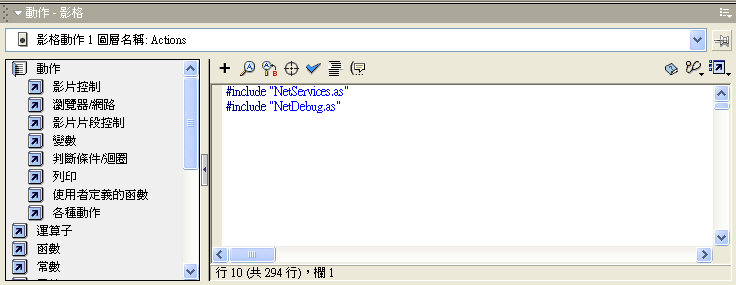 動作 - 影格
影格動作 1 圖層名稱: Actions
動作
影片控制
瀏覽器/網路
影片片段控制
變數
判斷條件/迴圈
列印
使用者定義的函數
各種動作
運算子
函數
常數
#include "NetServices.as"
#include "NetDebug.as"
行 10 (共 294 行)，欄 1